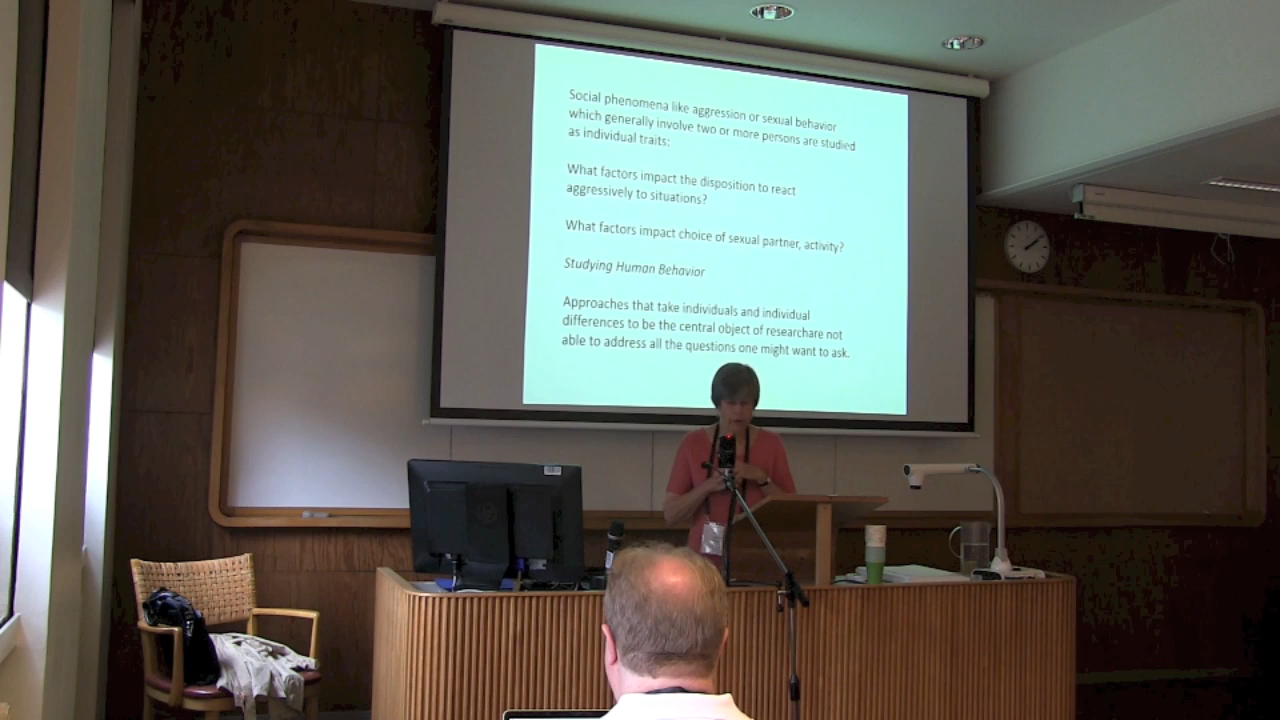 Social phenomena like aggression or sexual behavior
which generally involve two or more persons are studied
as individual traits:
What factors impact the disposition to react
aggressively to situations?
What factors impact choice of sexual partner, activity?
Studying Human Behavior
Approaches that take individuals and individual
differences to be the central object of researchare not
able to address all the questions one might want to ask.